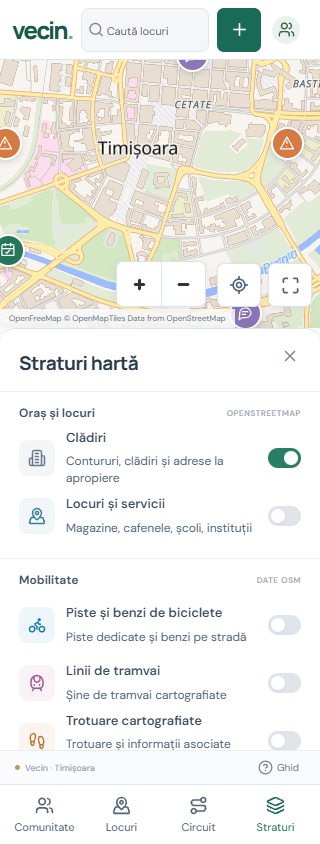 vecin.
Caută locuri
CETATE
Timișoara
OpenFreeMap © OpenMapTiles Data from OpenStreetMap
Straturi hartă
Oraș și locuri
OPENSTREETMAP
Clădiri
Contururi, clădiri și adrese la
apropiere
Locuri și servicii
Magazine, cafenele, școli, instituții
Mobilitate
DATE OSM
Piste și benzi de biciclete
Piste dedicate și benzi pe stradă
Linii de tramvai
Șine de tramvai cartografiate
Trotuare cartografiate
Trotuare și informații asociate
Vecin · Timișoara
Ghid
Comunitate
Locuri
Circuit
Straturi